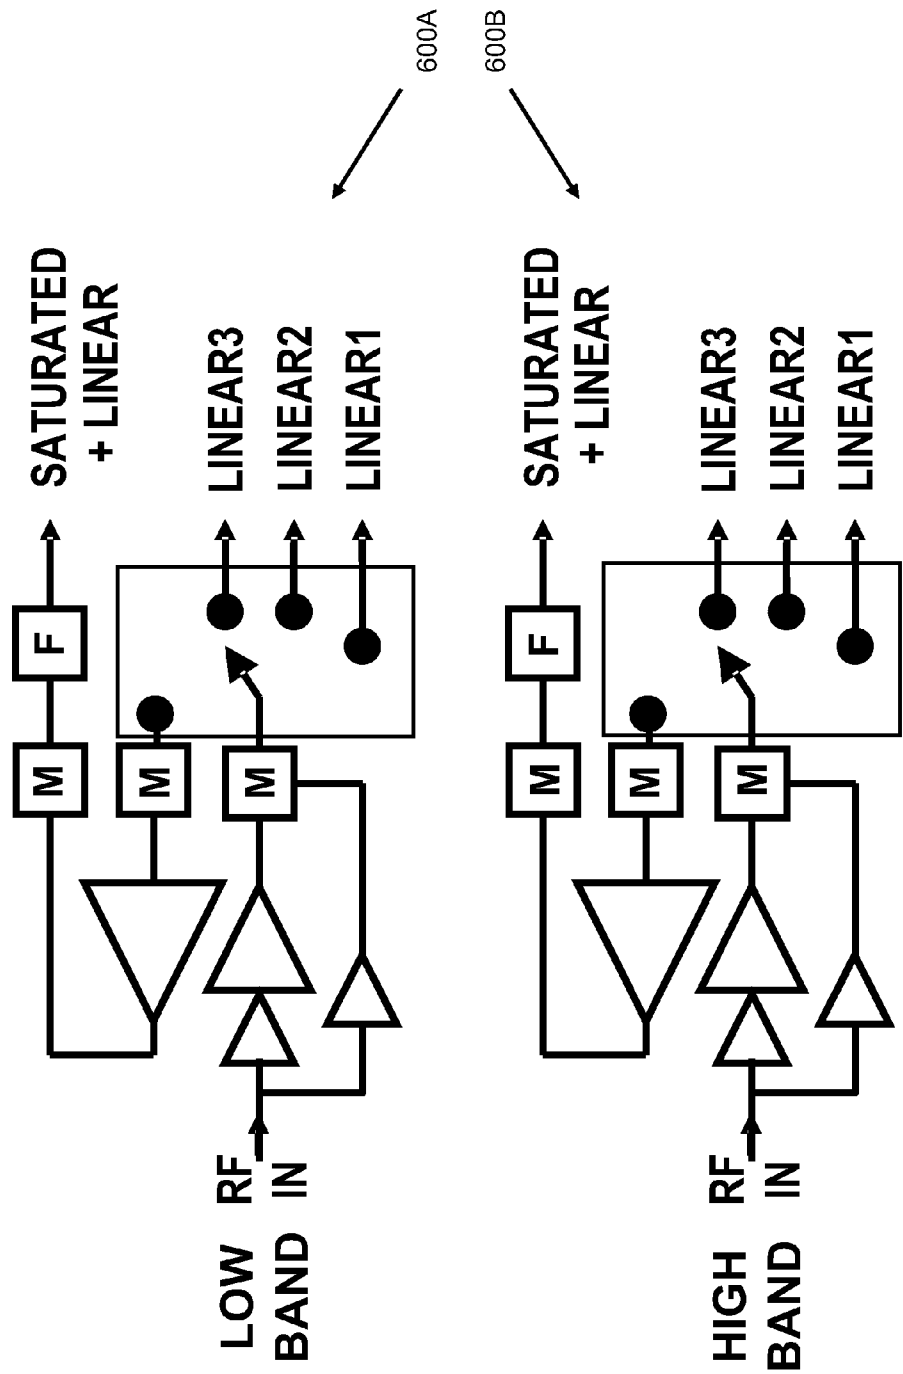 600A
600B
SATURATED
+ LINEAR
LINEAR3
LINEAR2
LINEAR1
F
M
M
M
RF
IN
LOW
BAND
SATURATED
+ LINEAR
LINEAR3
LINEAR2
LINEAR1
F
M
M
M
RF
IN
HIGH
BAND